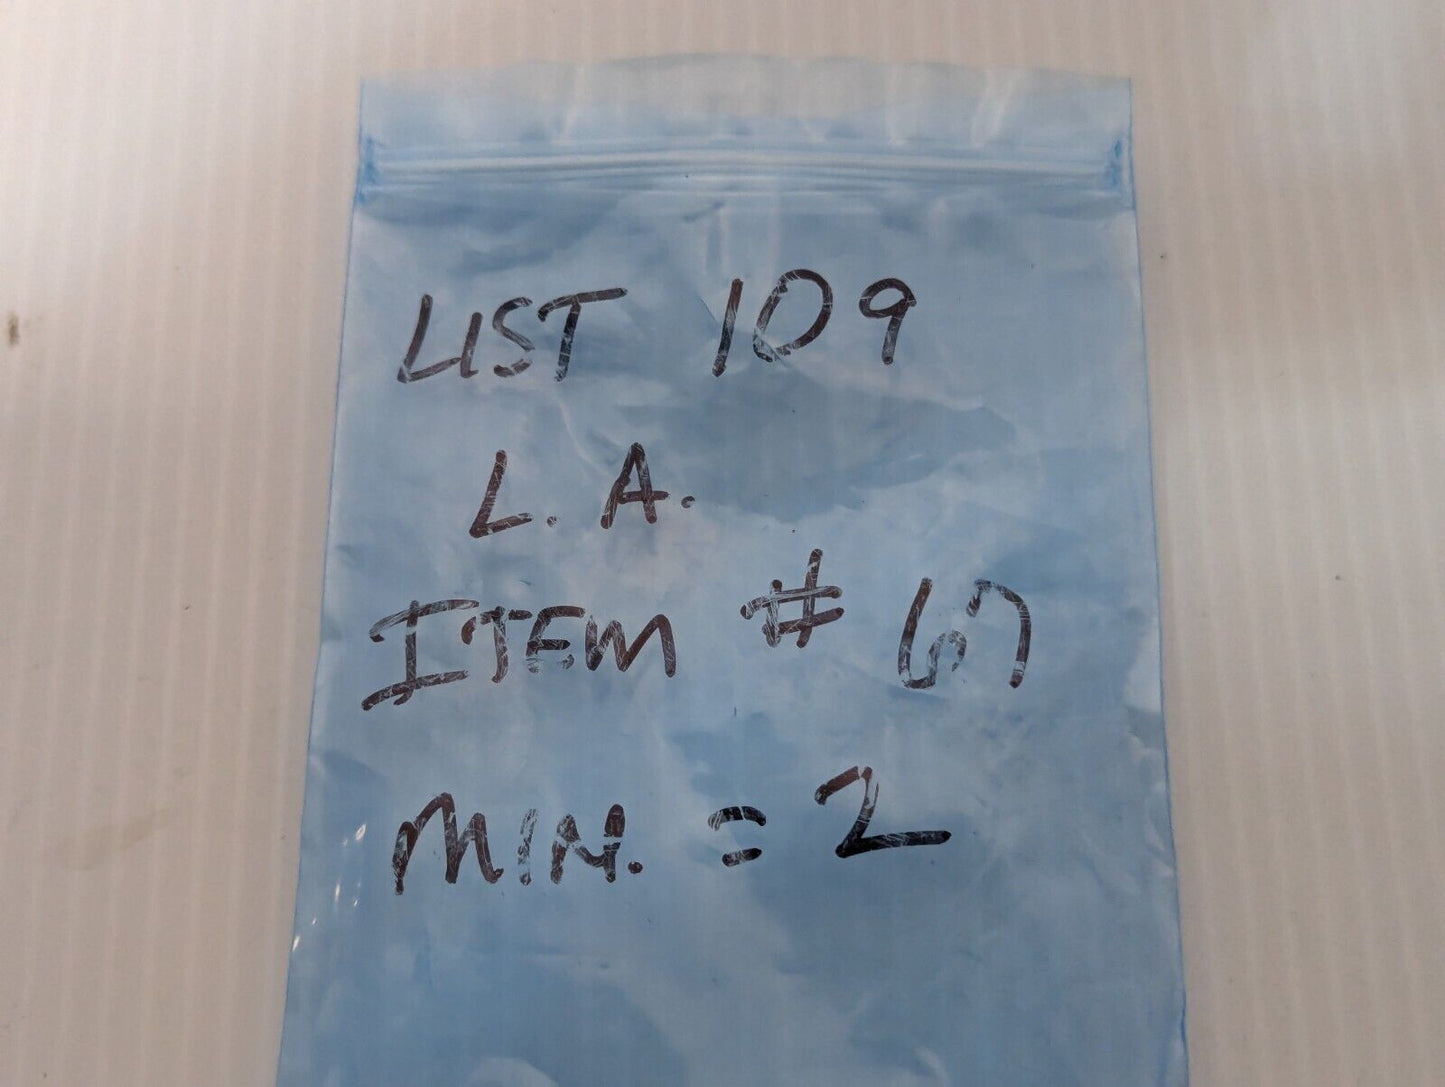 LIST 109
L. A.
ITEM # 67
MIN. = 2